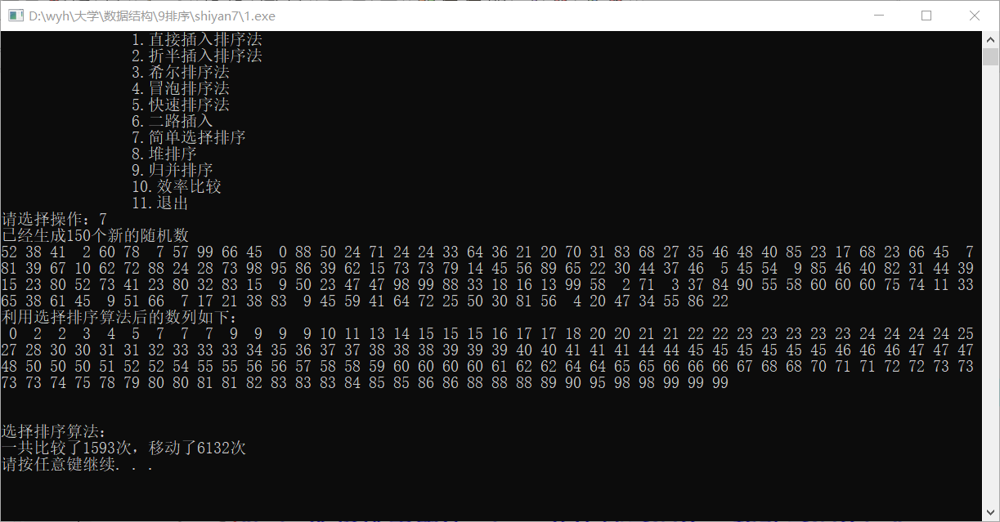 D:\wyh\大学\数据结构\9排序\shiyan7\1.exe
1.直接插入排序法
2.折半插入排序法
3.希尔排序法
4.冒泡排序法
5.快速排序法
6.二路插入
7.简单选择排序
8.堆排序
9.归并排序
10.效率比较
11.退出
请选择操作：7
已经生成150个新的随机数
52 38 41  2 60 78  7 57 99 66 45  0 88 50 24 71 24 24 33 64 36 21 20 70 31 83 68 27 35 46 48 40 85 23 17 68 23 66 45  7
81 39 67 10 62 72 88 24 28 73 98 95 86 39 62 15 73 73 79 14 45 56 89 65 22 30 44 37 46  5 45 54  9 85 46 40 82 31 44 39
15 23 80 52 73 41 23 80 32 83 15  9 50 23 47 47 98 99 88 33 18 16 13 99 58  2 71  3 37 84 90 55 58 60 60 60 75 74 11 33
65 38 61 45  9 51 66  7 17 21 38 83  9 45 59 41 64 72 25 50 30 81 56  4 20 47 34 55 86 22
利用选择排序算法后的数列如下：
 0  2  2  3  4  5  7  7  7  9  9  9  9 10 11 13 14 15 15 15 16 17 17 18 20 20 21 21 22 22 23 23 23 23 23 24 24 24 24 25
27 28 30 30 31 31 32 33 33 33 34 35 36 37 37 38 38 38 39 39 39 40 40 41 41 41 44 44 45 45 45 45 45 45 46 46 46 47 47 47
48 50 50 50 51 52 52 54 55 55 56 56 57 58 58 59 60 60 60 60 61 62 62 64 64 65 65 66 66 66 67 68 68 70 71 71 72 72 73 73
73 73 74 75 78 79 80 80 81 81 82 83 83 83 84 85 85 86 86 88 88 88 89 90 95 98 98 99 99 99
选择排序算法：
一共比较了1593次，移动了6132次
请按任意键继续. . .